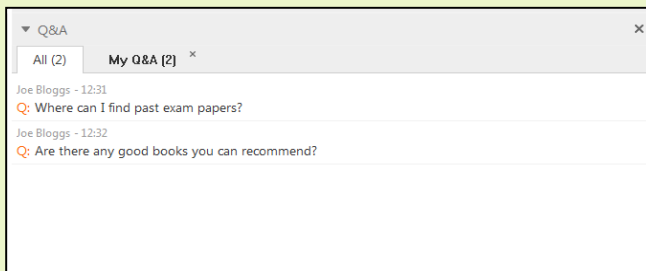 Q&A
All (2) My Q&A (2)
Joe Bloggs - 12:31
Q: Where can I find past exam papers?
Joe Bloggs - 12:32
Q: Are there any good books you can recommend?